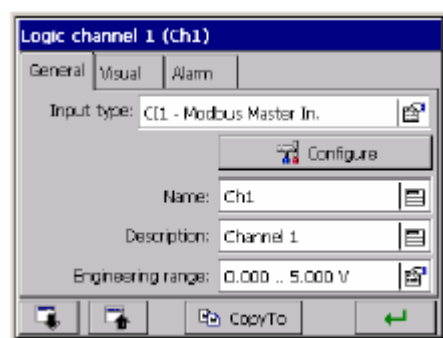 Logic channel 1 (Ch1)
General Visual Alarm
Input type: CI1 - Modbus Master In.
Configure
Name: Ch1
Description: Channel 1
Engineering range: 0.000 .. 5.000 V
CopyTo